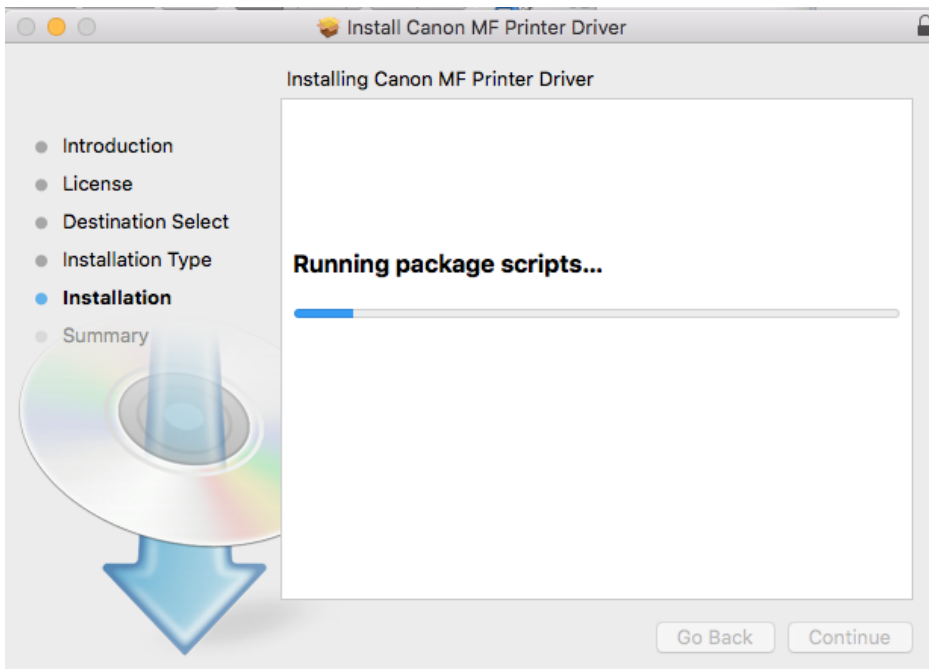 Install Canon MF Printer Driver
Installing Canon MF Printer Driver
Introduction
License
Destination Select
Installation Type
Installation
Summary
Running package scripts...
Go Back
Continue